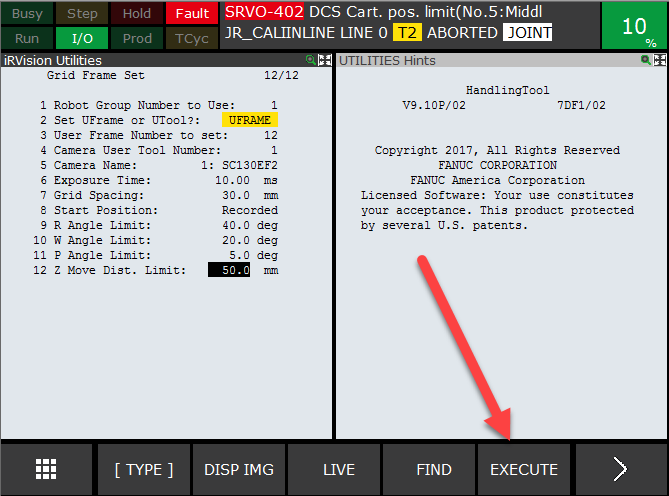 Busy Step Hold Fault SRVO-402 DCS Cart. pos. limit(No.5:Middl
Run I/O Prod TCyc JR_CALIINLINE LINE 0 T2 ABORTED JOINT
10 %
iRVision Utilities
Grid Frame Set 12/12
1 Robot Group Number to Use: 1
2 Set UFrame or UTool?: UFRAME
3 User Frame Number to set: 12
4 Camera User Tool Number: 1
5 Camera Name: 1: SC130EF2
6 Exposure Time: 10.00 ms
7 Grid Spacing: 30.0 mm
8 Start Position: Recorded
9 R Angle Limit: 40.0 deg
10 W Angle Limit: 20.0 deg
11 P Angle Limit: 5.0 deg
12 Z Move Dist. Limit: 50.0 mm
UTILITIES Hints
HandlingTool
V9.10P/02 7DF1/02
Copyright 2017, All Rights Reserved
FANUC CORPORATION
FANUC America Corporation
Licensed Software: Your use constitutes
your acceptance. This product protected
by several U.S. patents.
[ TYPE ] DISP IMG LIVE FIND EXECUTE